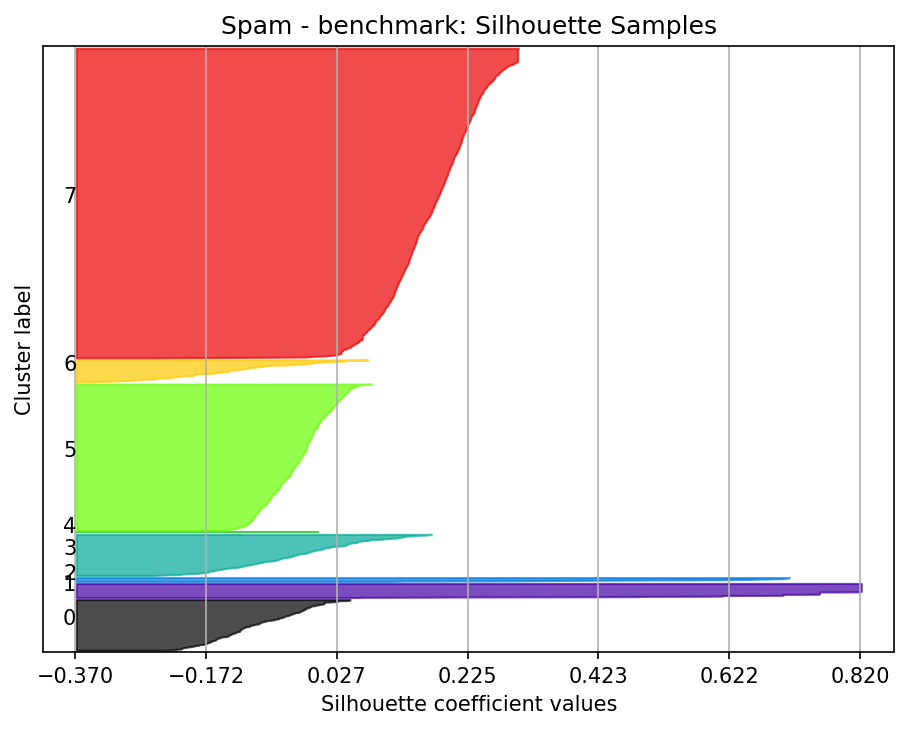 Spam - benchmark: Silhouette Samples
Cluster label
7
6
5
4
3
2
1
0
−0.370 −0.172 0.027 0.225 0.423 0.622 0.820
Silhouette coefficient values